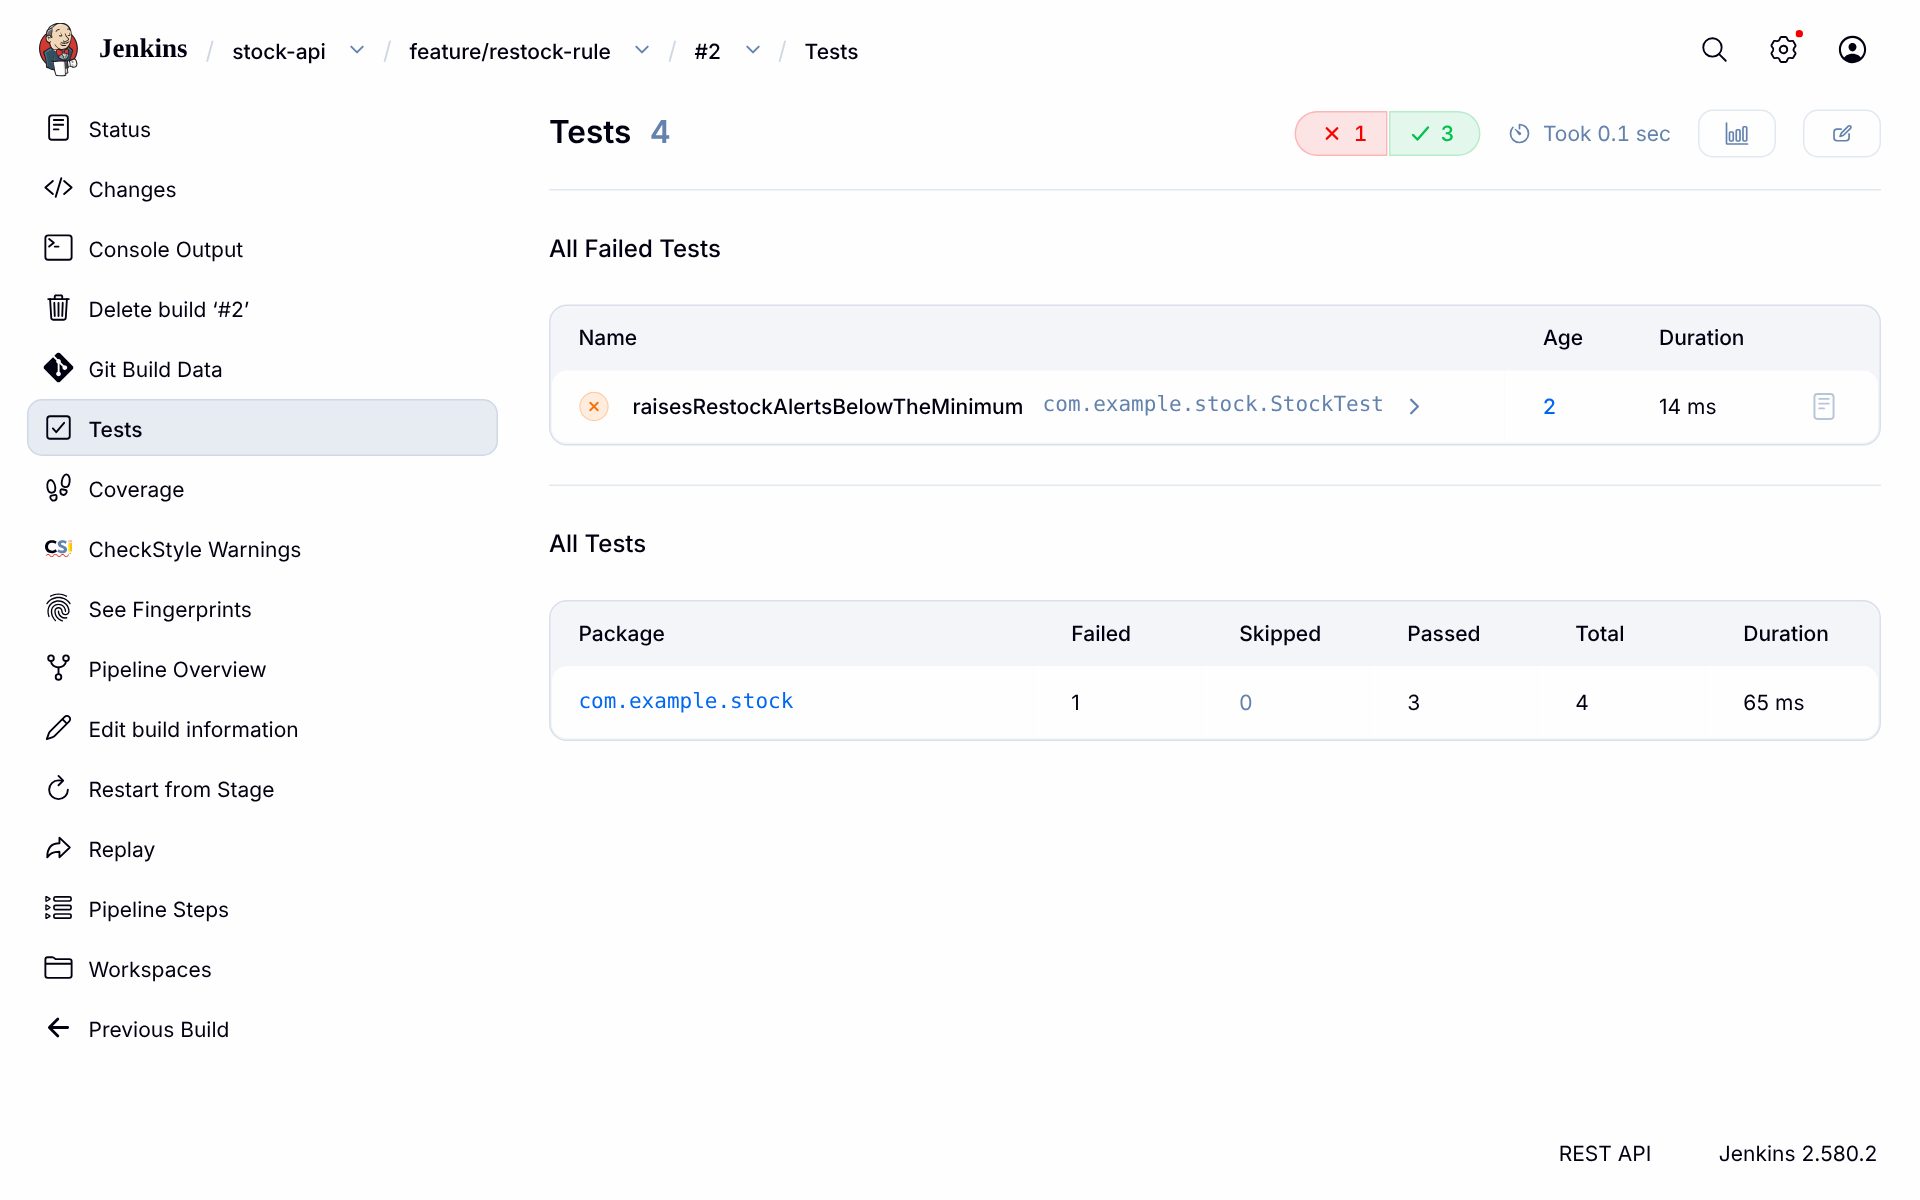 Jenkins / stock-api / feature/restock-rule / #2 / Tests
Status
Changes
Console Output
Delete build ‘#2’
Git Build Data
Tests
Coverage
CSi CheckStyle Warnings
See Fingerprints
Pipeline Overview
Edit build information
Restart from Stage
Replay
Pipeline Steps
Workspaces
Previous Build
Tests 4
1 3 Took 0.1 sec
All Failed Tests
Name Age Duration
raisesRestockAlertsBelowTheMinimum com.example.stock.StockTest 2 14 ms
All Tests
Package Failed Skipped Passed Total Duration
com.example.stock 1 0 3 4 65 ms
REST API Jenkins 2.580.2